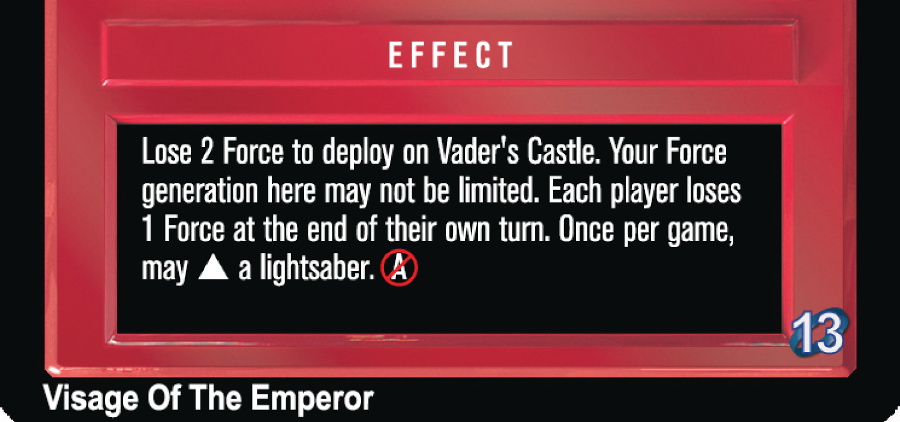 EFFECT
Lose 2 Force to deploy on Vader's Castle. Your Force
generation here may not be limited. Each player loses
1 Force at the end of their own turn. Once per game,
may ▲ a lightsaber. Ⓐ
13
Visage Of The Emperor